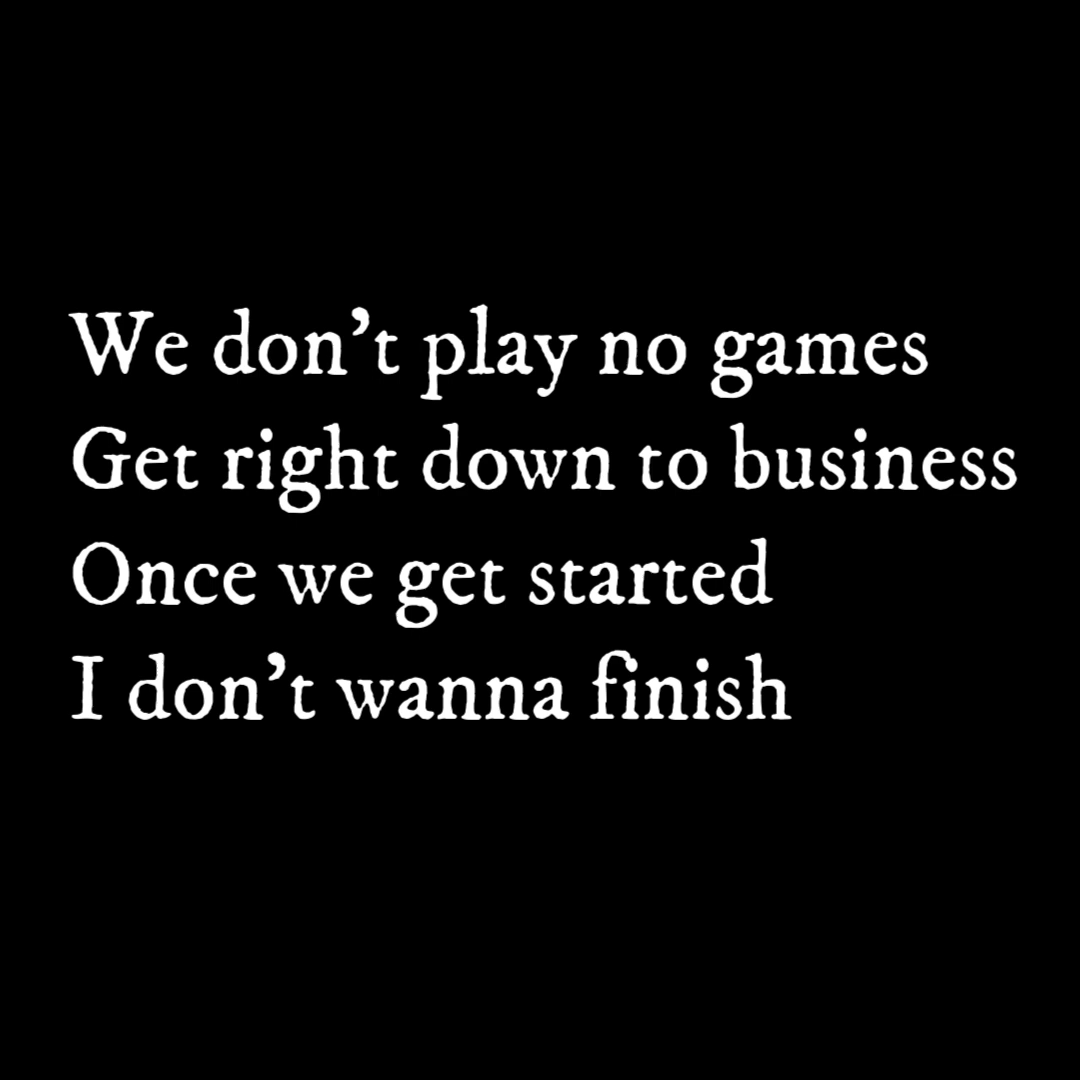 We don’t play no games
Get right down to business
Once we get started
I don’t wanna finish